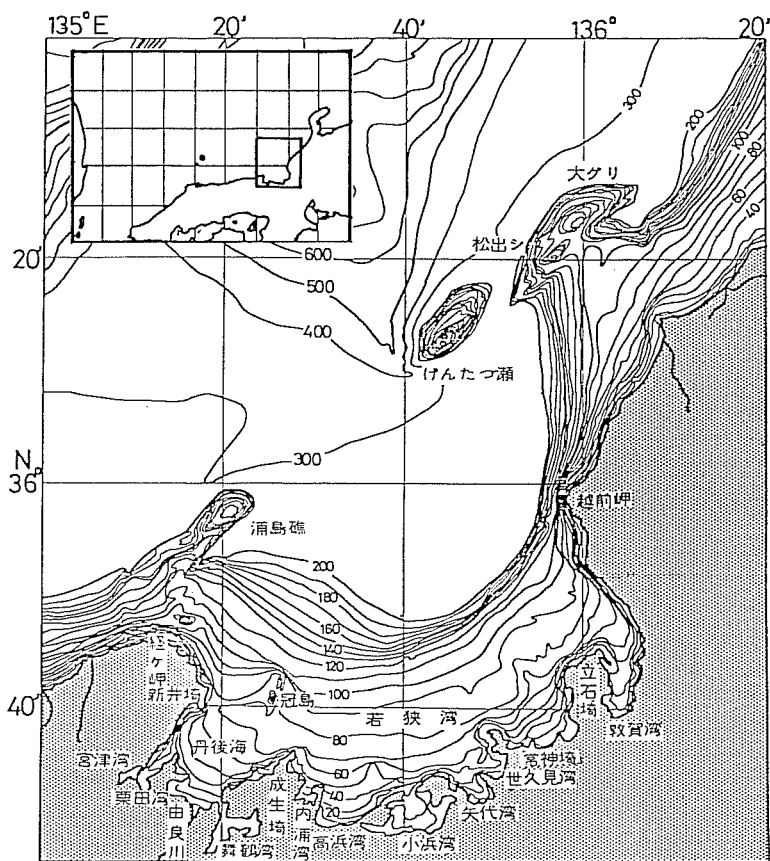 135°E
20′
40′
136°
20′
300
200
100
80
60
40
大グリ
松出シ
600
20′
500
400
げんたつ瀬
300
N
36°
越前岬
浦島礁
200
180
160
140
120
100
80
60
40
20
経ヶ岬
新井埼
冠島
若狭湾
立石埼
40′
敦賀湾
丹後海
宮津湾
栗田湾
由良川
舞鶴湾
成生埼
内浦湾
高浜湾
小浜湾
矢代湾
世久見湾
常神埼